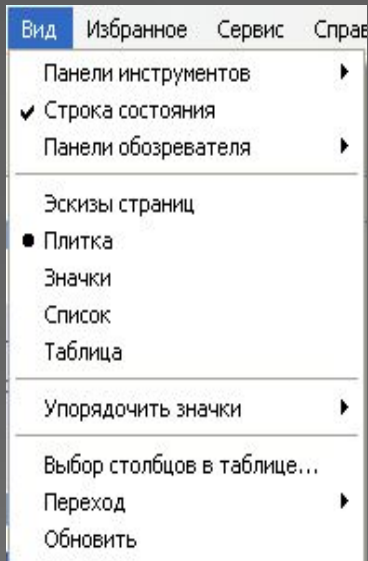 Вид Избранное Сервис
Панели инструментов
Строка состояния
Панели обозревателя
Эскизы страниц
Плитка
Значки
Список
Таблица
Упорядочить значки
Выбор столбцов в таблице...
Переход
Обновить